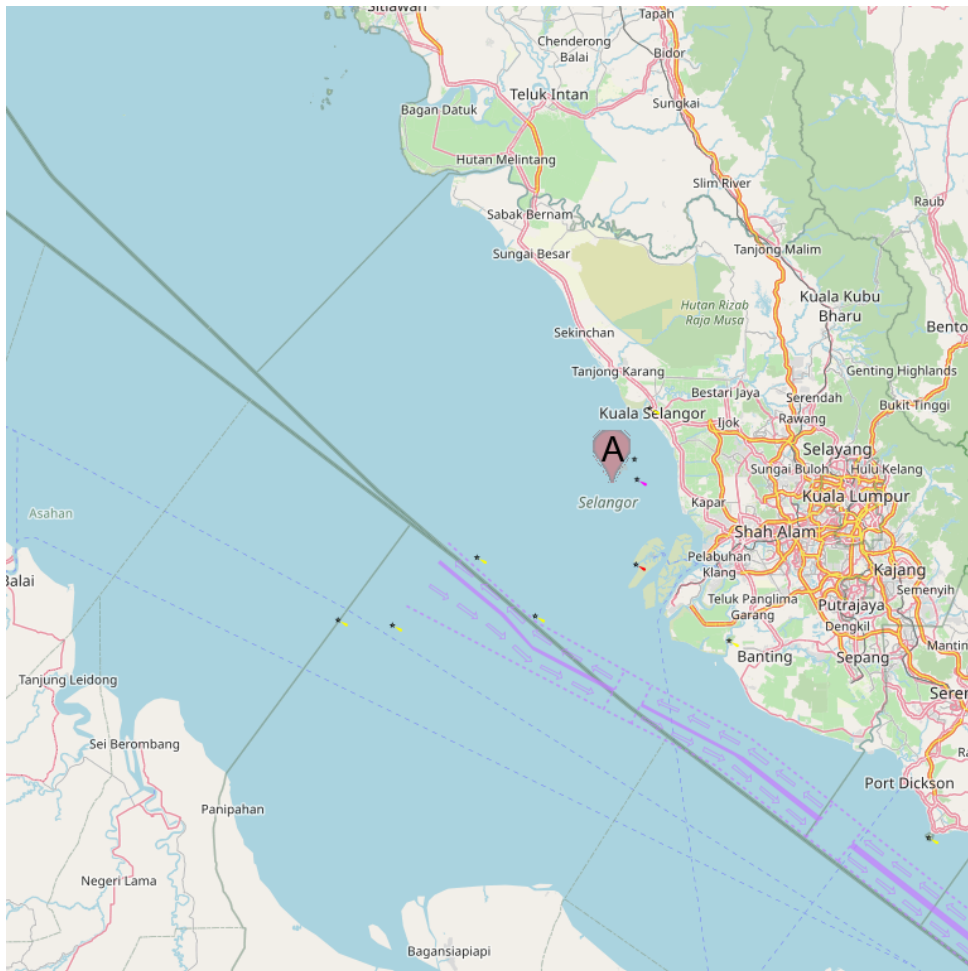 Sitiawan
Tapah
Chenderong
Balai
Bidor
Teluk Intan
Sungkai
Bagan Datuk
Hutan Melintang
Slim River
Raub
Sabak Bernam
Tanjong Malim
Sungai Besar
Kuala Kubu
Bharu
Hutan Rizab
Raja Musa
Sekinchan
Bento
Tanjong Karang
Genting Highlands
Bestari Jaya
Serendah
Bukit Tinggi
Kuala Selangor
Ijok
Rawang
A
Selayang
Sungai Buloh
Hulu Kelang
Selangor
Kapar
Kuala Lumpur
Asahan
Shah Alam
Pelabuhan
Klang
Kajang
Balai
Semenyih
Teluk Panglima
Garang
Putrajaya
Dengkil
Mantin
Banting
Sepang
Tanjung Leidong
Serem
Sei Berombang
Ra
Port Dickson
Panipahan
Negeri Lama
Bagansiapiapi